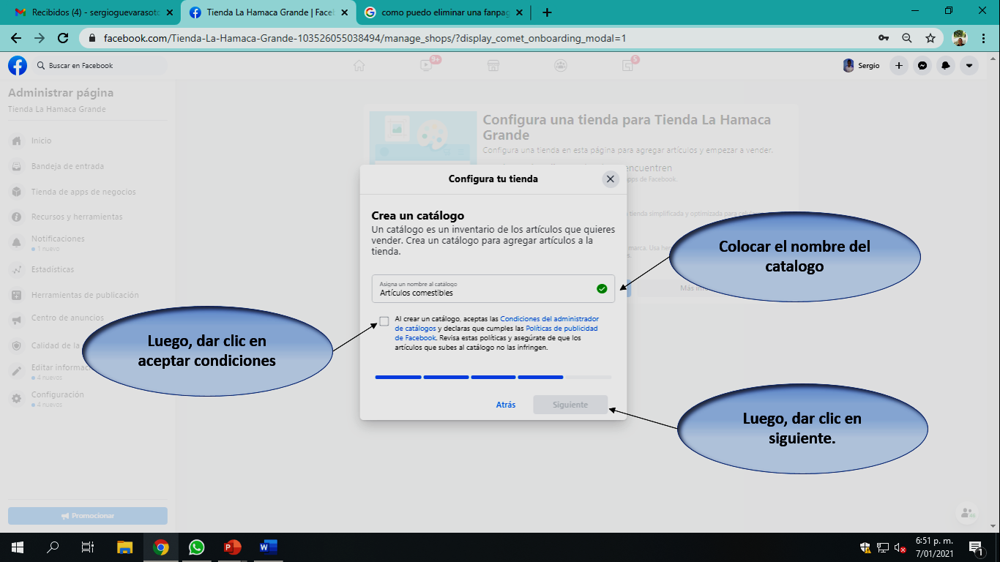 Recibidos (4) - sergioguevarasoto
Tienda La Hamaca Grande | Face
como puedo eliminar una fanpag
facebook.com/Tienda-La-Hamaca-Grande-103526055038494/manage_shops/?display_comet_onboarding_modal=1
Buscar en Facebook
9+
5
Sergio
Administrar página
Tienda La Hamaca Grande
Inicio
Bandeja de entrada
Tienda de apps de negocios
Recursos y herramientas
Notificaciones
1 nuevo
Estadísticas
Herramientas de publicación
Centro de anuncios
Calidad de la
Editar informac
4 nuevos
Configuración
4 nuevos
Promocionar
Configura una tienda para Tienda La Hamaca
Grande
Configura una tienda en esta página para agregar artículos y empezar a vender.
encuentren
apps de Facebook.
tienda simplificada y optimizada para celulares
marca. Usa her
Más inf
Configura tu tienda
Crea un catálogo
Un catálogo es un inventario de los artículos que quieres
vender. Crea un catálogo para agregar artículos a la
tienda.
Asigna un nombre al catálogo
Artículos comestibles
Al crear un catálogo, aceptas las Condiciones del administrador
de catálogos y declaras que cumples las Políticas de publicidad
de Facebook. Revisa estas políticas y asegúrate de que los
artículos que subes al catálogo no las infringen.
Atrás
Siguiente
Colocar el nombre del
catalogo
Luego, dar clic en
aceptar condiciones
Luego, dar clic en
siguiente.
6:51 p. m.
7/01/2021
1